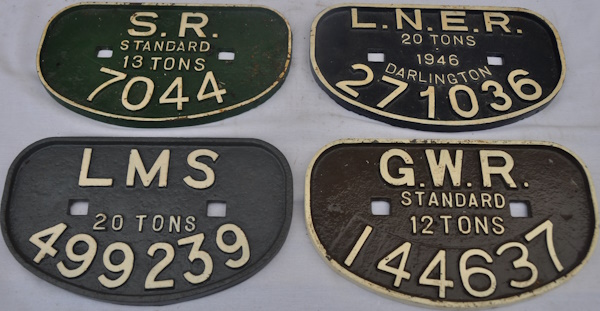 S.R.
STANDARD
13 TONS
7044
L.N.E.R.
20 TONS
1946
DARLINGTON
271036
LMS
20 TONS
499239
G.W.R.
STANDARD
12 TONS
144637